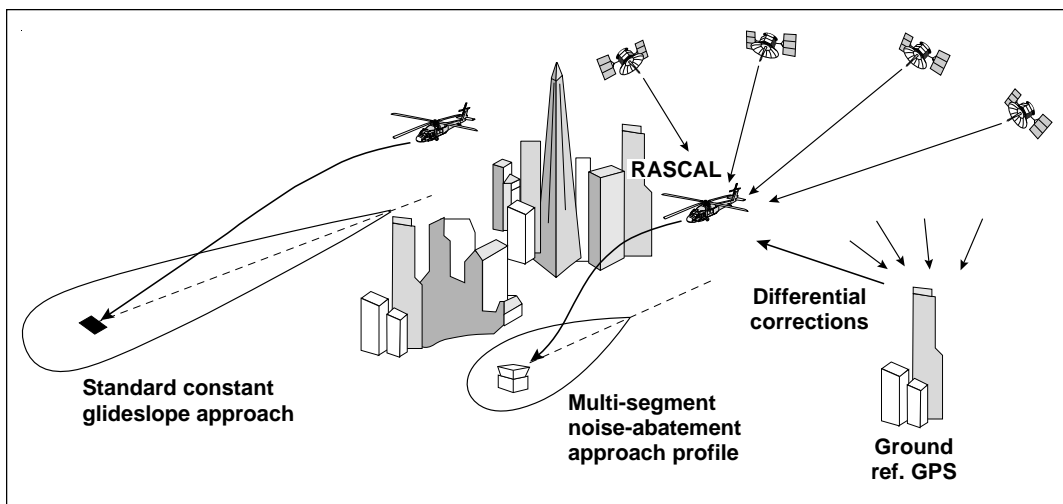 RASCAL
Differential
corrections
Standard constant
glideslope approach
Multi-segment
noise-abatement
approach profile
Ground
ref. GPS